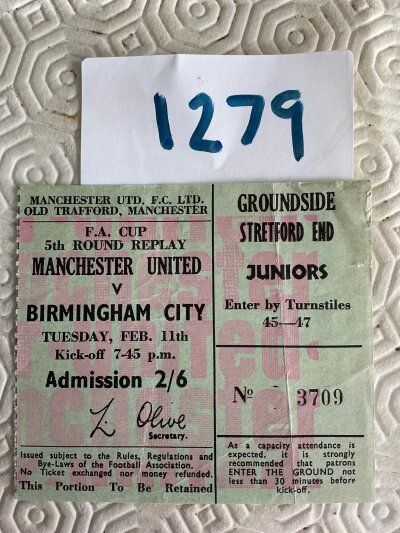 1279
MANCHESTER UTD. F.C. LTD.
OLD TRAFFORD, MANCHESTER
F.A. CUP
5th ROUND REPLAY
MANCHESTER UNITED
V
BIRMINGHAM CITY
TUESDAY, FEB. 11th
Kick-off 7-45 p.m.
Admission 2/6
L. Olive
Secretary.
Issued subject to the Rules, Regulations and
Bye-Laws of the Football Association.
No Ticket exchanged nor money refunded.
This Portion To Be Retained
GROUNDSIDE
STRETFORD END
JUNIORS
Enter by Turnstiles
45—47
No 3709
As a capacity attendance is
expected, it is strongly
recommended that patrons
ENTER THE GROUND not
less than 30 minutes before
kick-off.